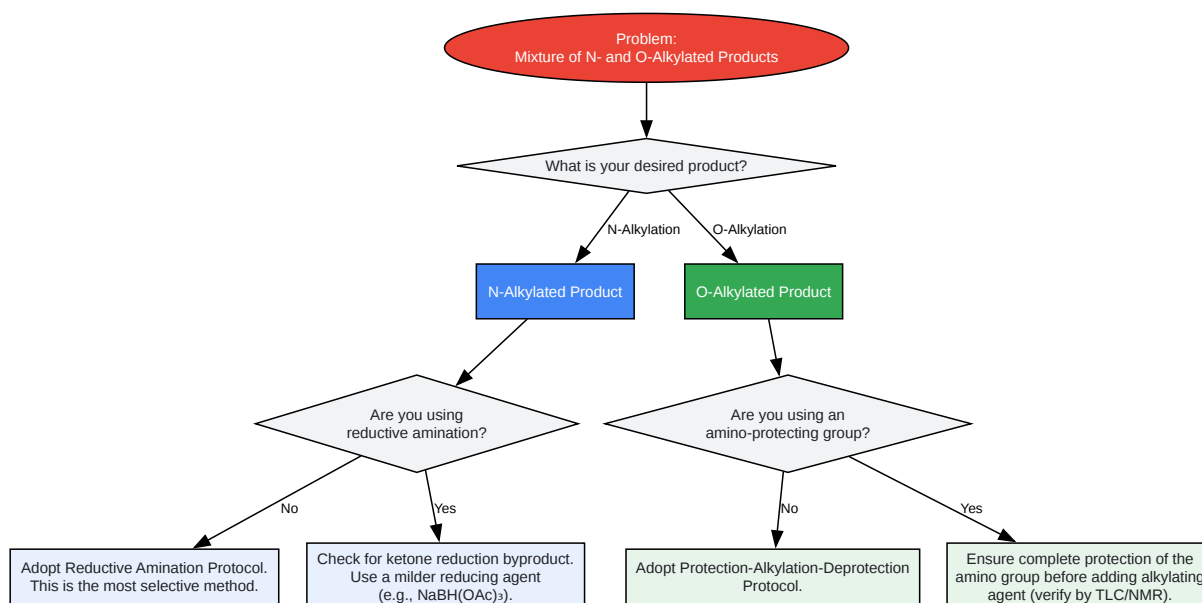 Problem:
Mixture of N- and O-Alkylated Products
What is your desired product?
N-Alkylation
O-Alkylation
N-Alkylated Product
O-Alkylated Product
Are you using
reductive amination?
Are you using an
amino-protecting group?
No
Yes
No
Yes
Adopt Reductive Amination Protocol.
This is the most selective method.
Check for ketone reduction byproduct.
Use a milder reducing agent
(e.g., NaBH(OAc)₃).
Adopt Protection-Alkylation-Deprotection
Protocol.
Ensure complete protection of the
amino group before adding alkylating
agent (verify by TLC/NMR).